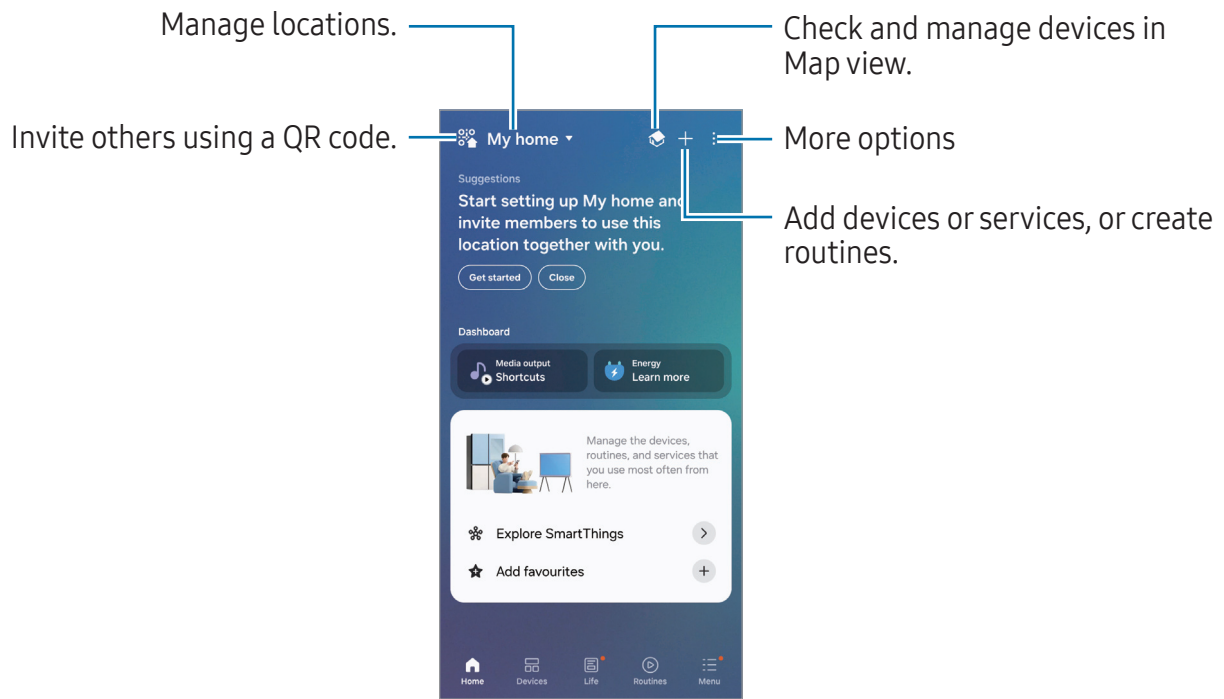 Manage locations.
Check and manage devices in
Map view.
Invite others using a QR code.
My home
More options
Add devices or services, or create
routines.
Suggestions
Start setting up My home and
invite members to use this
location together with you.
Get started
Close
Dashboard
Media output
Shortcuts
Energy
Learn more
Manage the devices,
routines, and services that
you use most often from
here.
Explore SmartThings
Add favourites
Home
Devices
Life
Routines
Menu